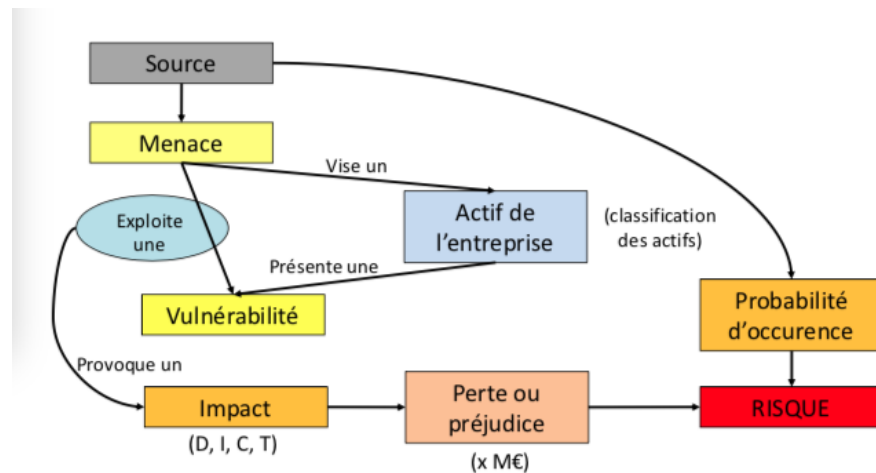 Source
Menace
Vise un
Exploite
une
Actif de
l'entreprise
(classification
des actifs)
Présente une
Vulnérabilité
Probabilité
d'occurence
Provoque un
Impact
(D, I, C, T)
Perte ou
préjudice
(x M€)
RISQUE